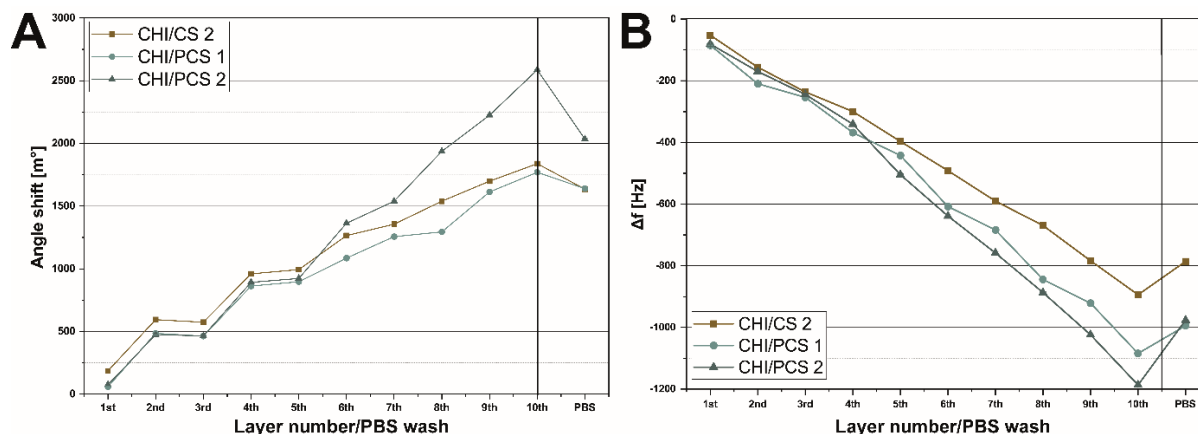 A
3000
2500
2000
1500
1000
500
0
Angle shift [m°]
CHI/CS 2
CHI/PCS 1
CHI/PCS 2
1st 2nd 3rd 4th 5th 6th 7th 8th 9th 10th PBS
Layer number/PBS wash
B
0
-200
-400
-600
-800
-1000
-1200
Δf [Hz]
CHI/CS 2
CHI/PCS 1
CHI/PCS 2
1st 2nd 3rd 4th 5th 6th 7th 8th 9th 10th PBS
Layer number/PBS wash